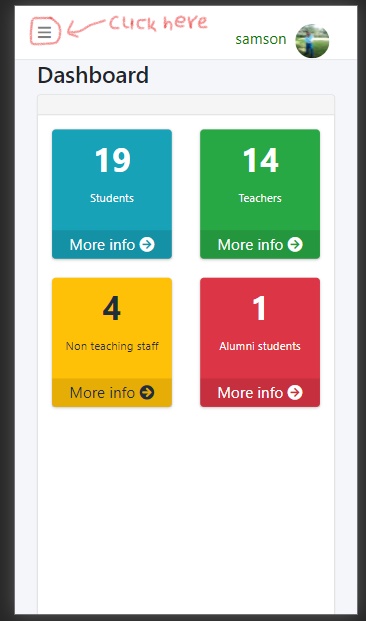 click here
samson
Dashboard
19
14
Students
Teachers
More info
More info
4
1
Non teaching staff
Alumni students
More info
More info